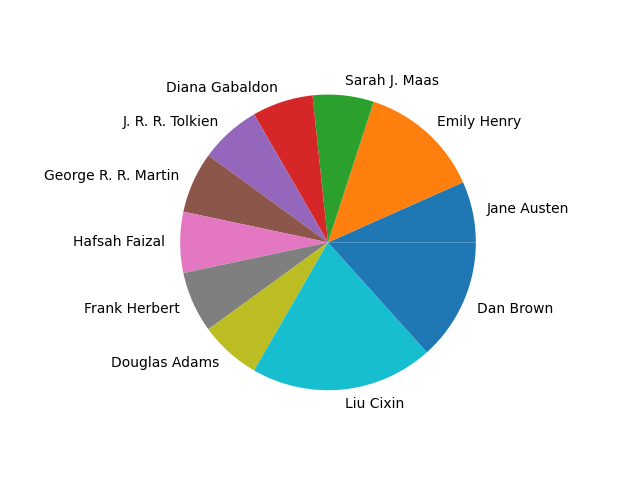 Sarah J. Maas
Diana Gabaldon
J. R. R. Tolkien
Emily Henry
George R. R. Martin
Jane Austen
Hafsah Faizal
Frank Herbert
Dan Brown
Douglas Adams
Liu Cixin